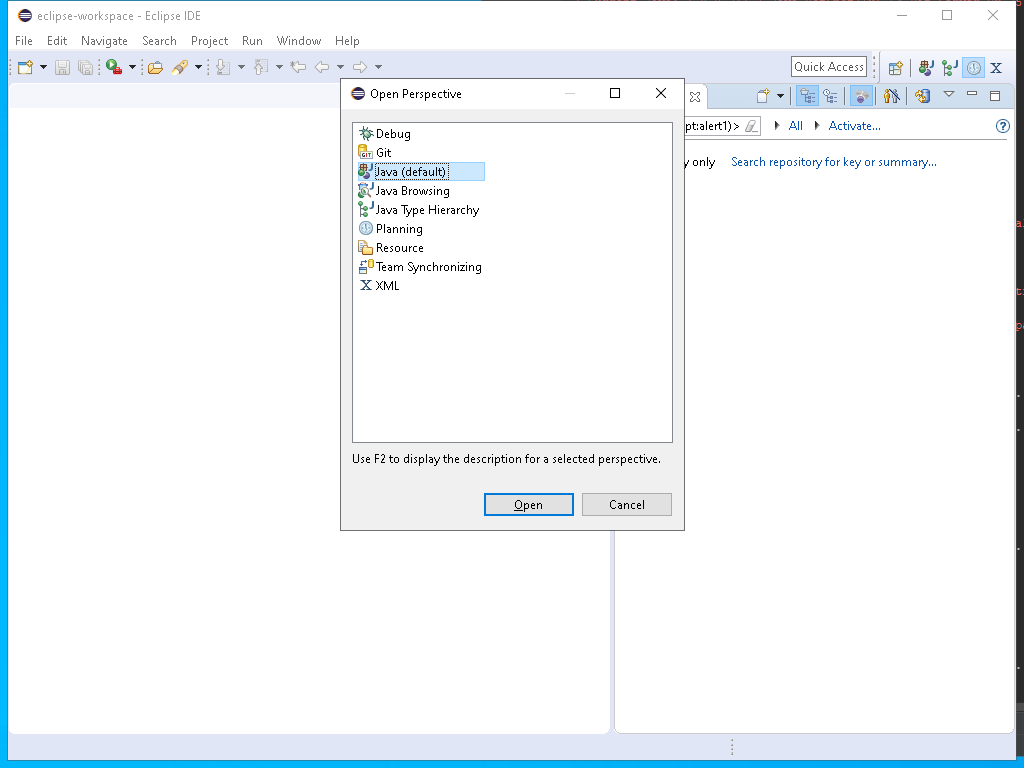 eclipse-workspace - Eclipse IDE
File Edit Navigate Search Project Run Window Help
Quick Access
X
Open Perspective
pt:alert1)> All Activate...
y only Search repository for key or summary...
Debug
GIT Git
Java (default)
Java Browsing
Java Type Hierarchy
Planning
Resource
Team Synchronizing
X XML
Use F2 to display the description for a selected perspective.
Open Cancel